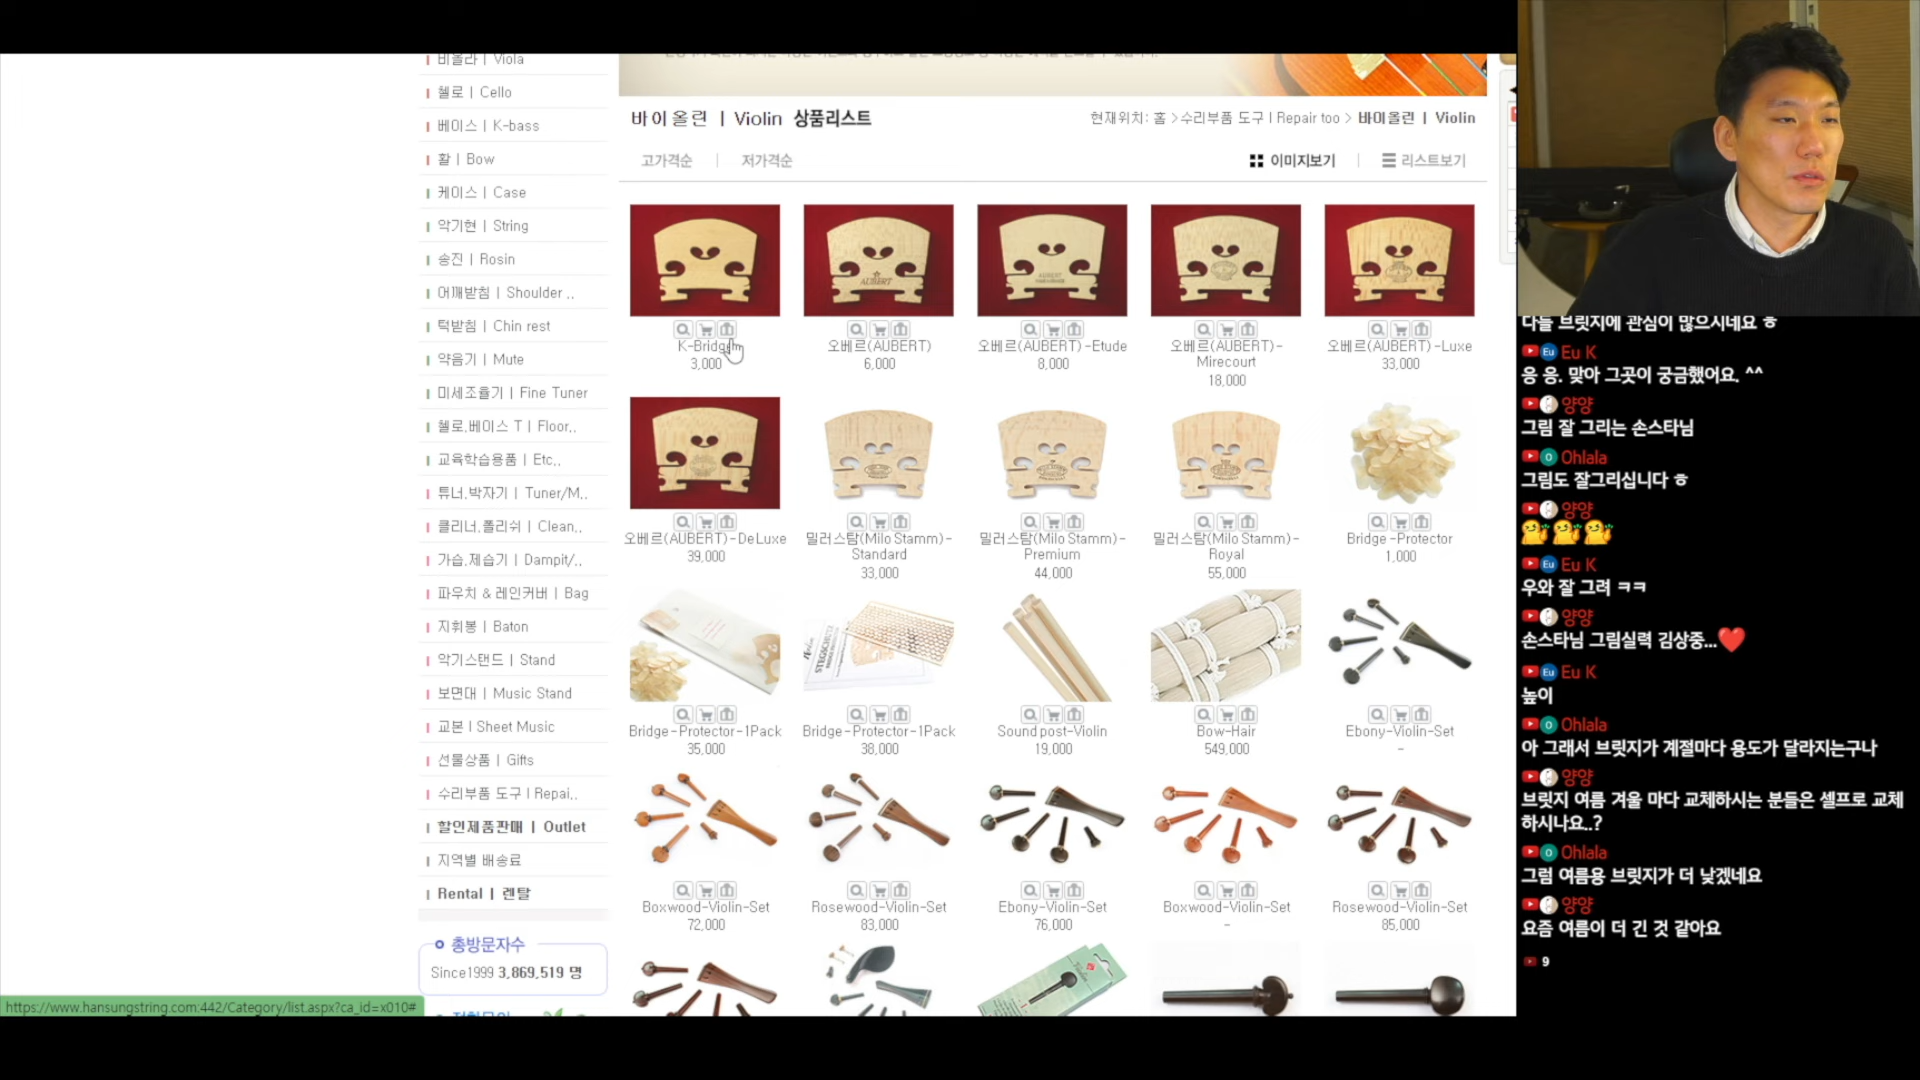 비올라 | Viola
첼로 | Cello
베이스 | K-bass
활 | Bow
케이스 | Case
악기현 | String
송진 | Rosin
어깨받침 | Shoulder ..
턱받침 | Chin rest
약음기 | Mute
미세조율기 | Fine Tuner
첼로.베이스 T | Floor..
교육학습용품 | Etc..
튜너.박자기 | Tuner/M..
클리너.폴리쉬 | Clean..
가습.제습기 | Dampit/..
파우치 & 레인커버 | Bag
지휘봉 | Baton
악기스탠드 | Stand
보면대 | Music Stand
교본 | Sheet Music
선물상품 | Gifts
수리부품 도구 | Repai..
할인제품판매 | Outlet
지역별 배송료
Rental | 렌탈
총방문자수
Since1999 3,869,519 명
https://www.hansungstring.com:442/Category/list.aspx?ca_id=x010#
바이올린 | Violin 상품리스트
현재위치: 홈 >수리부품 도구 | Repair too > 바이올린 | Violin
고가격순 | 저가격순
이미지보기 | 리스트보기
K-Bridge
3,000
오베르(AUBERT)
6,000
오베르(AUBERT)-Etude
8,000
오베르(AUBERT)-
Mirecourt
18,000
오베르(AUBERT)-Luxe
33,000
오베르(AUBERT)-DeLuxe
39,000
밀러스탐(Milo Stamm)-
Standard
33,000
밀러스탐(Milo Stamm)-
Premium
44,000
밀러스탐(Milo Stamm)-
Royal
55,000
Bridge-Protector
1,000
Bridge-Protector-1Pack
35,000
Bridge-Protector-1Pack
38,000
Sound post-Violin
19,000
Bow-Hair
549,000
Ebony-Violin-Set
-
Boxwood-Violin-Set
72,000
Rosewood-Violin-Set
83,000
Ebony-Violin-Set
76,000
Boxwood-Violin-Set
-
Rosewood-Violin-Set
85,000
AUBERT
AUBERT
다들 브릿지에 관심이 많으시네요 ㅎ
Eu Eu K
응 응. 맞아 그곳이 궁금했어요. ^^
양양
그림 잘 그리는 손스타님
O Ohlala
그림도 잘그리십니다 ㅎ
양양
Eu Eu K
우와 잘 그려 ㅋㅋ
양양
손스타님 그림실력 김상중...❤️
Eu Eu K
높이
O Ohlala
아 그래서 브릿지가 계절마다 용도가 달라지는구나
양양
브릿지 여름 겨울 마다 교체하시는 분들은 셀프로 교체
하시나요..?
O Ohlala
그럼 여름용 브릿지가 더 낮겠네요
양양
요즘 여름이 더 긴 것 같아요
9